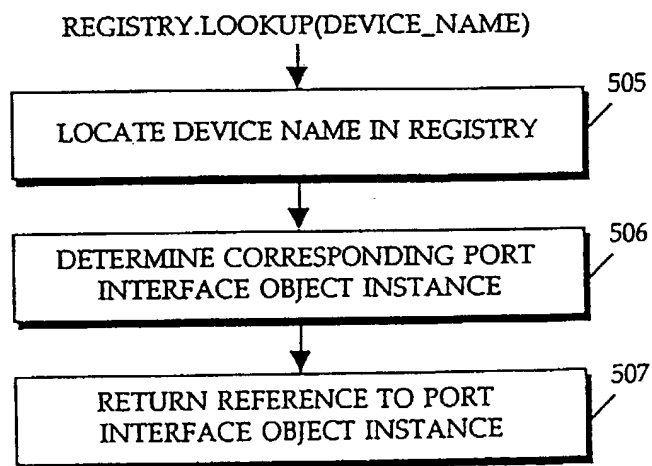 REGISTRY.LOOKUP(DEVICE_NAME)
505
LOCATE DEVICE NAME IN REGISTRY
506
DETERMINE CORRESPONDING PORT
INTERFACE OBJECT INSTANCE
507
RETURN REFERENCE TO PORT
INTERFACE OBJECT INSTANCE